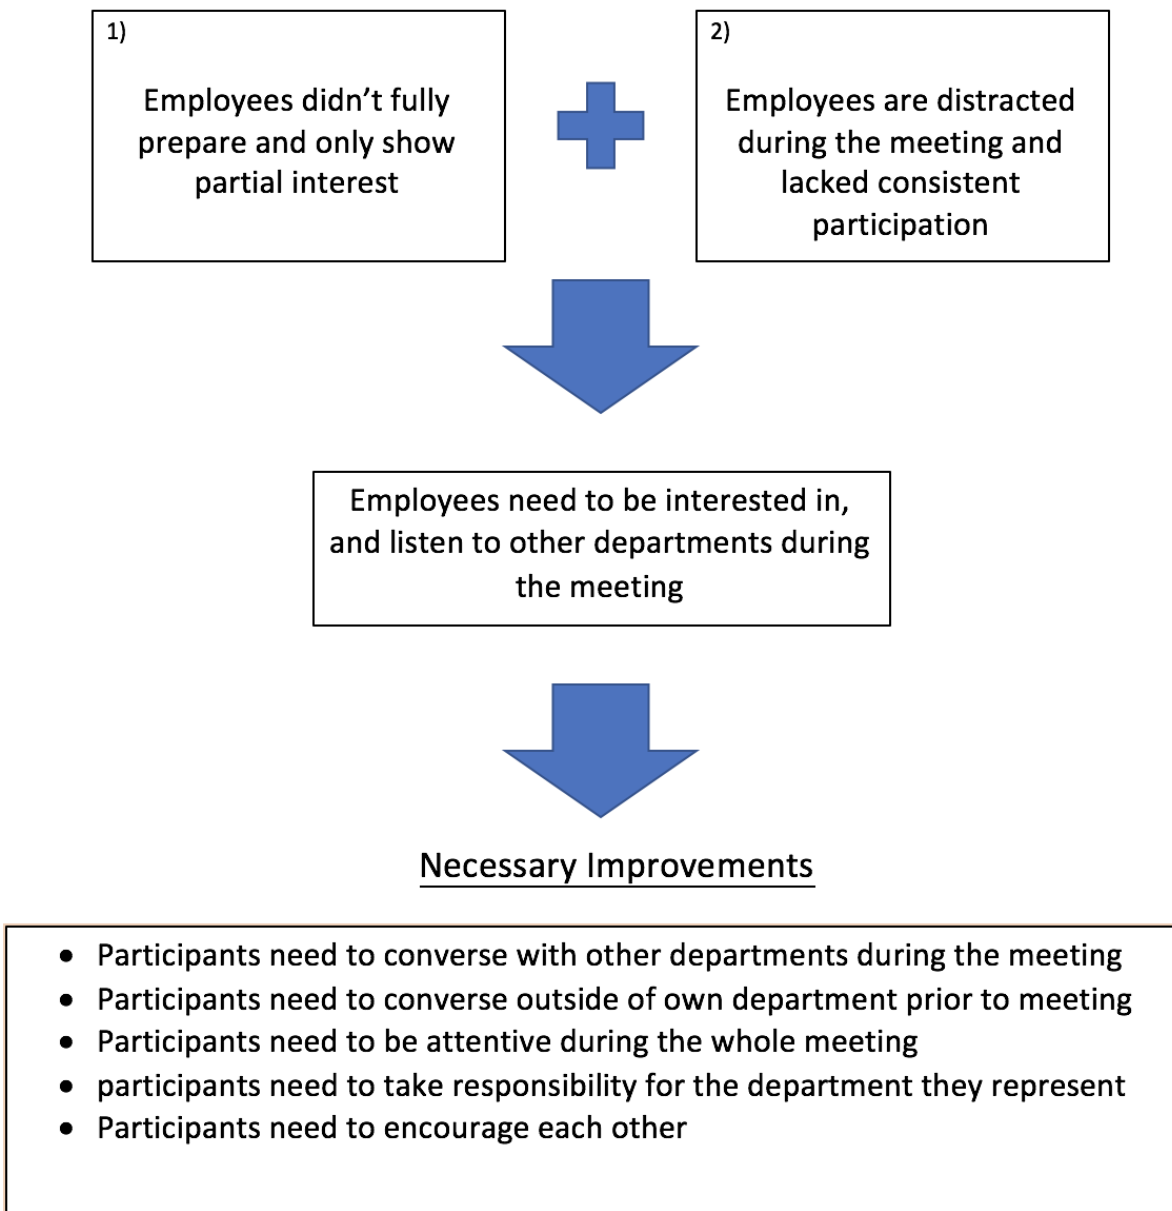 1)
Employees didn’t fully
prepare and only show
partial interest
2)
Employees are distracted
during the meeting and
lacked consistent
participation
Employees need to be interested in,
and listen to other departments during
the meeting
Necessary Improvements
• Participants need to converse with other departments during the meeting
• Participants need to converse outside of own department prior to meeting
• Participants need to be attentive during the whole meeting
• participants need to take responsibility for the department they represent
• Participants need to encourage each other